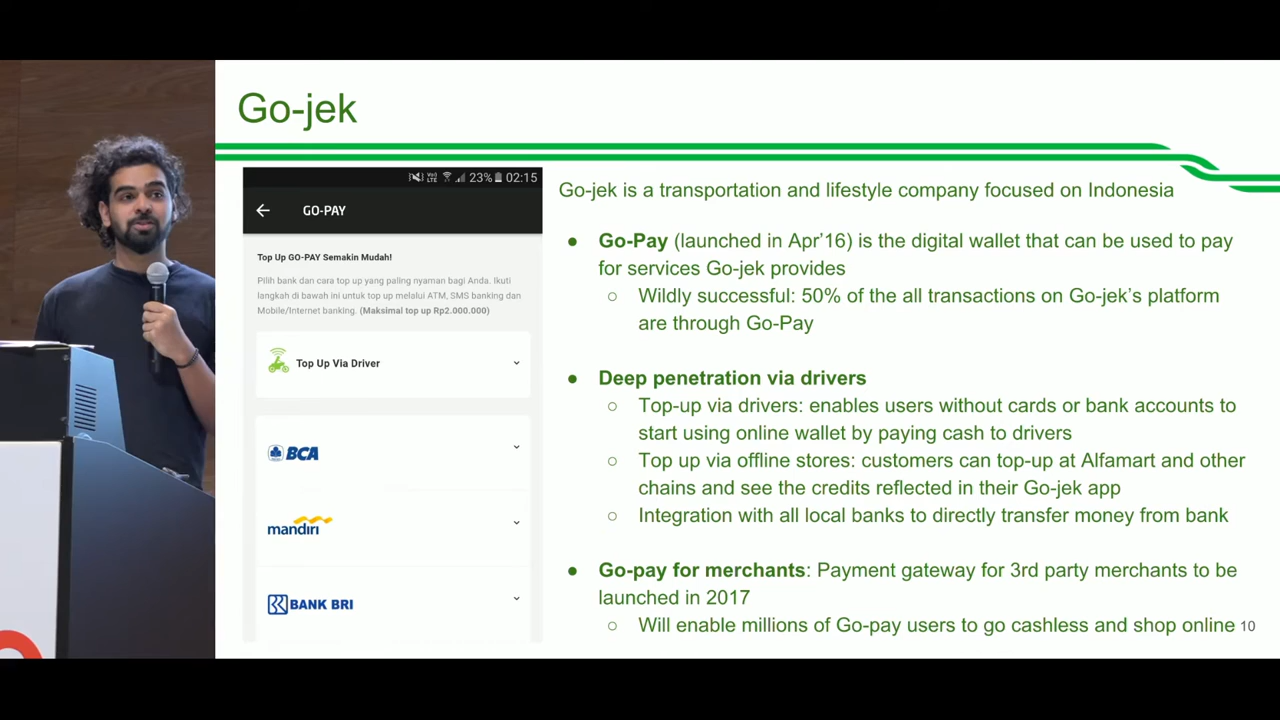 Go-jek
23% 02:15
GO-PAY
Top Up GO-PAY Semakin Mudah!
Pilih bank dan cara top up yang paling nyaman bagi Anda. Ikuti
langkah di bawah ini untuk top up melalui ATM, SMS banking dan
Mobile/Internet banking. (Maksimal top up Rp2.000.000)
Top Up Via Driver
BCA
mandiri
BANK BRI
Go-jek is a transportation and lifestyle company focused on Indonesia
● Go-Pay (launched in Apr’16) is the digital wallet that can be used to pay
for services Go-jek provides
○ Wildly successful: 50% of the all transactions on Go-jek’s platform
are through Go-Pay
● Deep penetration via drivers
○ Top-up via drivers: enables users without cards or bank accounts to
start using online wallet by paying cash to drivers
○ Top up via offline stores: customers can top-up at Alfamart and other
chains and see the credits reflected in their Go-jek app
○ Integration with all local banks to directly transfer money from bank
● Go-pay for merchants: Payment gateway for 3rd party merchants to be
launched in 2017
○ Will enable millions of Go-pay users to go cashless and shop online
10